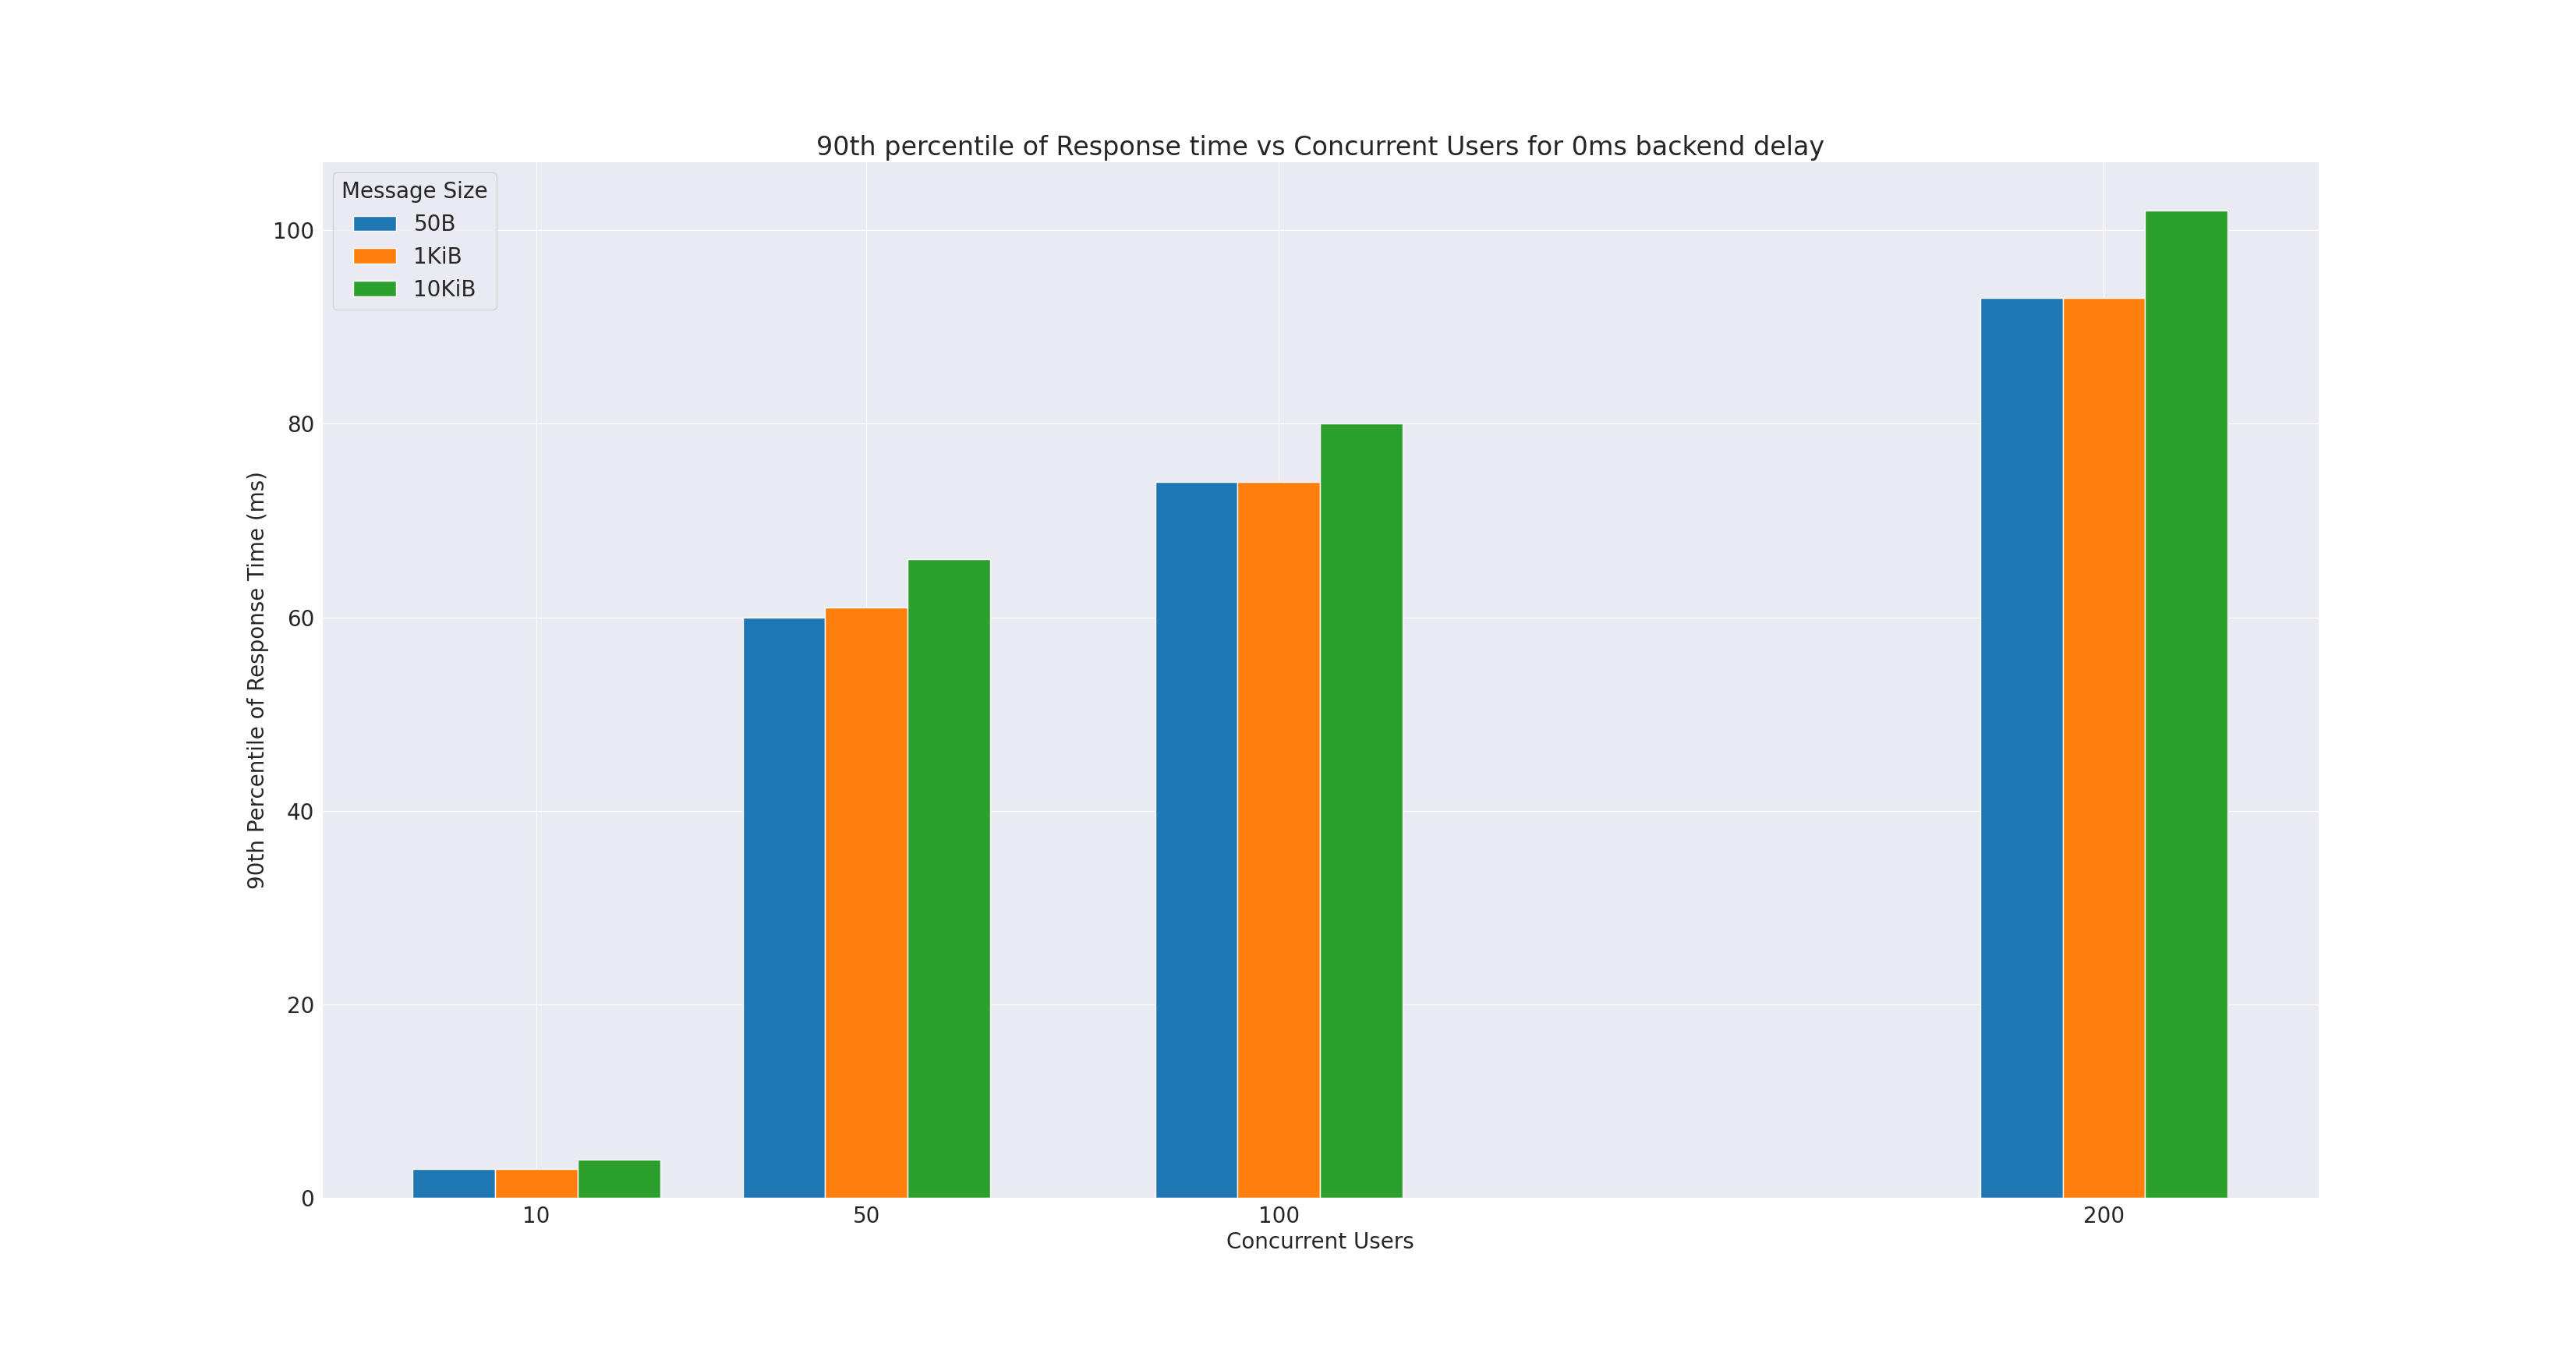 90th percentile of Response time vs Concurrent Users for 0ms backend delay
Message Size
50B
1KiB
10KiB
100
80
60
40
20
0
90th Percentile of Response Time (ms)
10 50 100 200
Concurrent Users